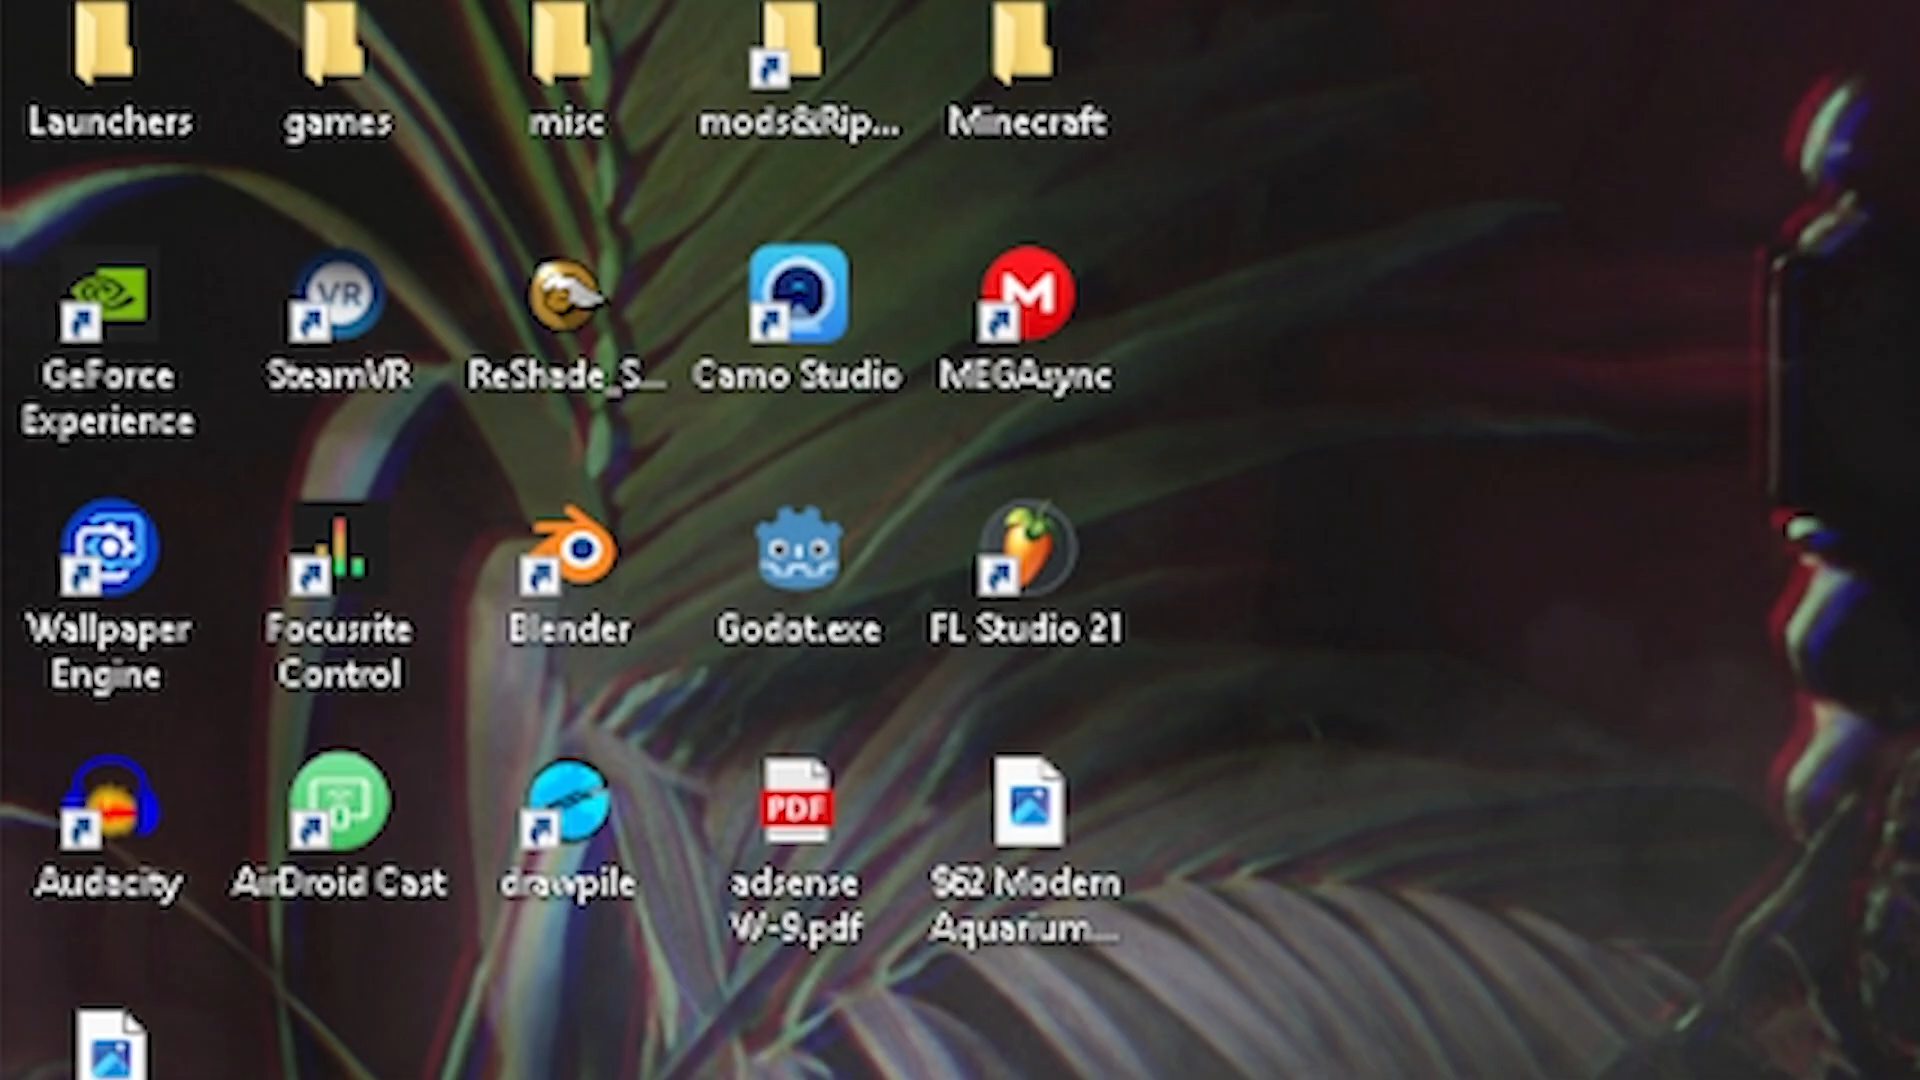 Launchers games misc mods&Rip... Minecraft
VR
GeForce Experience SteamVR ReShade_S... Camo Studio MEGAsync
Wallpaper Engine Focusrite Control Blender Godot.exe FL Studio 21
PDF
Audacity AirDroid Cast drawpile adsense W-9.pdf $62 Modern Aquarium...